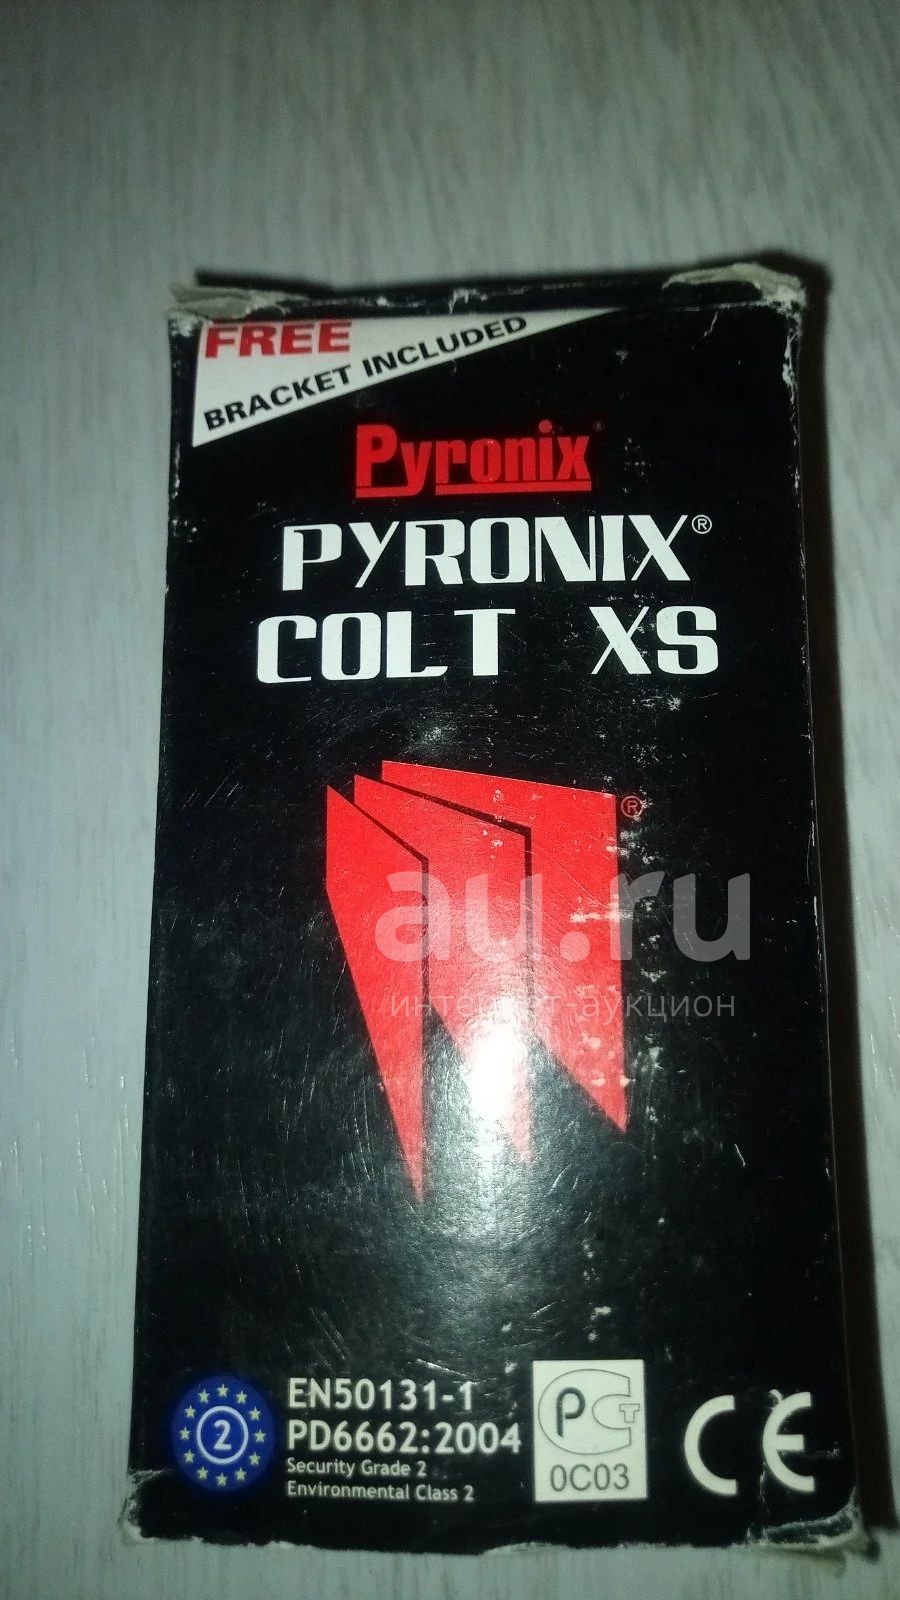 FREE
BRACKET INCLUDED
Pyronix®
PYRONIX®
COLT XS
®
au.ru
интернет-аукцион
2
EN50131-1
PD6662:2004
Security Grade 2
Environmental Class 2
РСТ
0C03
CE